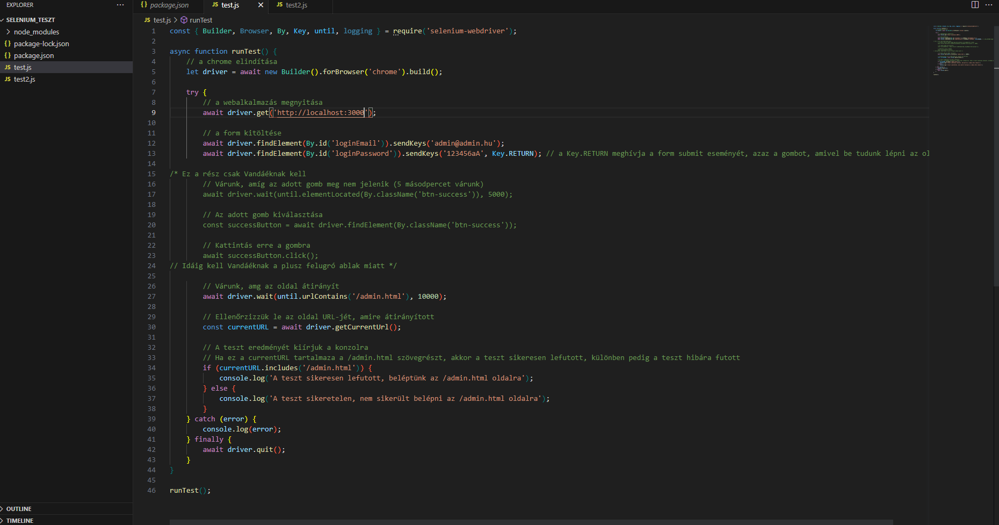 EXPLORER
SELENIUM_TESZT
node_modules
package-lock.json
package.json
test.js
test2.js
OUTLINE
TIMELINE
package.json
test.js
test2.js
test.js > runTest
1 const { Builder, Browser, By, Key, until, logging } = require('selenium-webdriver');
2
3 async function runTest() {
4 // a chrome elindítása
5 let driver = await new Builder().forBrowser('chrome').build();
6
7 try {
8 // a webalkalmazás megnyitása
9 await driver.get('http://localhost:3000');
10
11 // a form kitöltése
12 await driver.findElement(By.id('loginEmail')).sendKeys('admin@admin.hu');
13 await driver.findElement(By.id('loginPassword')).sendKeys('123456aA', Key.RETURN); // a Key.RETURN meghívja a form submit eseményét, azaz a gombot, amivel be tudunk lépni az ol
14
15 /* Ez a rész csak Vandáéknak kell
16 // Várunk, amíg az adott gomb meg nem jelenik (5 másodpercet várunk)
17 await driver.wait(until.elementLocated(By.className('btn-success')), 5000);
18
19 // Az adott gomb kiválasztása
20 const successButton = await driver.findElement(By.className('btn-success'));
21
22 // Kattintás erre a gombra
23 await successButton.click();
24 // Idáig kell Vandáéknak a plusz felugró ablak miatt */
25
26 // Várunk, amg az oldal átirányít
27 await driver.wait(until.urlContains('/admin.html'), 10000);
28
29 // Ellenőrzizzük le az oldal URL-jét, amire átirányított
30 const currentURL = await driver.getCurrentUrl();
31
32 // A teszt eredményét kiírjuk a konzolra
33 // Ha ez a currentURL tartalmaza a /admin.html szövegrészt, akkor a teszt sikeresen lefutott, különben pedig a teszt hibára futott
34 if (currentURL.includes('/admin.html')) {
35 console.log('A teszt sikeresen lefutott, beléptünk az /admin.html oldalra');
36 } else {
37 console.log('A teszt sikeretelen, nem sikerült belépni az /admin.html oldalra');
38 }
39 } catch (error) {
40 console.log(error);
41 } finally {
42 await driver.quit();
43 }
44 }
45
46 runTest();